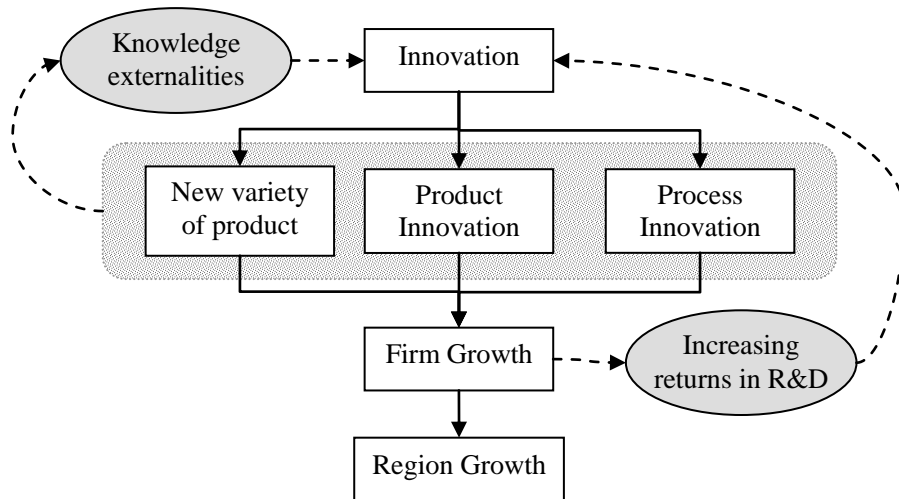 Knowledge
externalities
Innovation
New variety
of product
Product
Innovation
Process
Innovation
Firm Growth
Increasing
returns in R&D
Region Growth